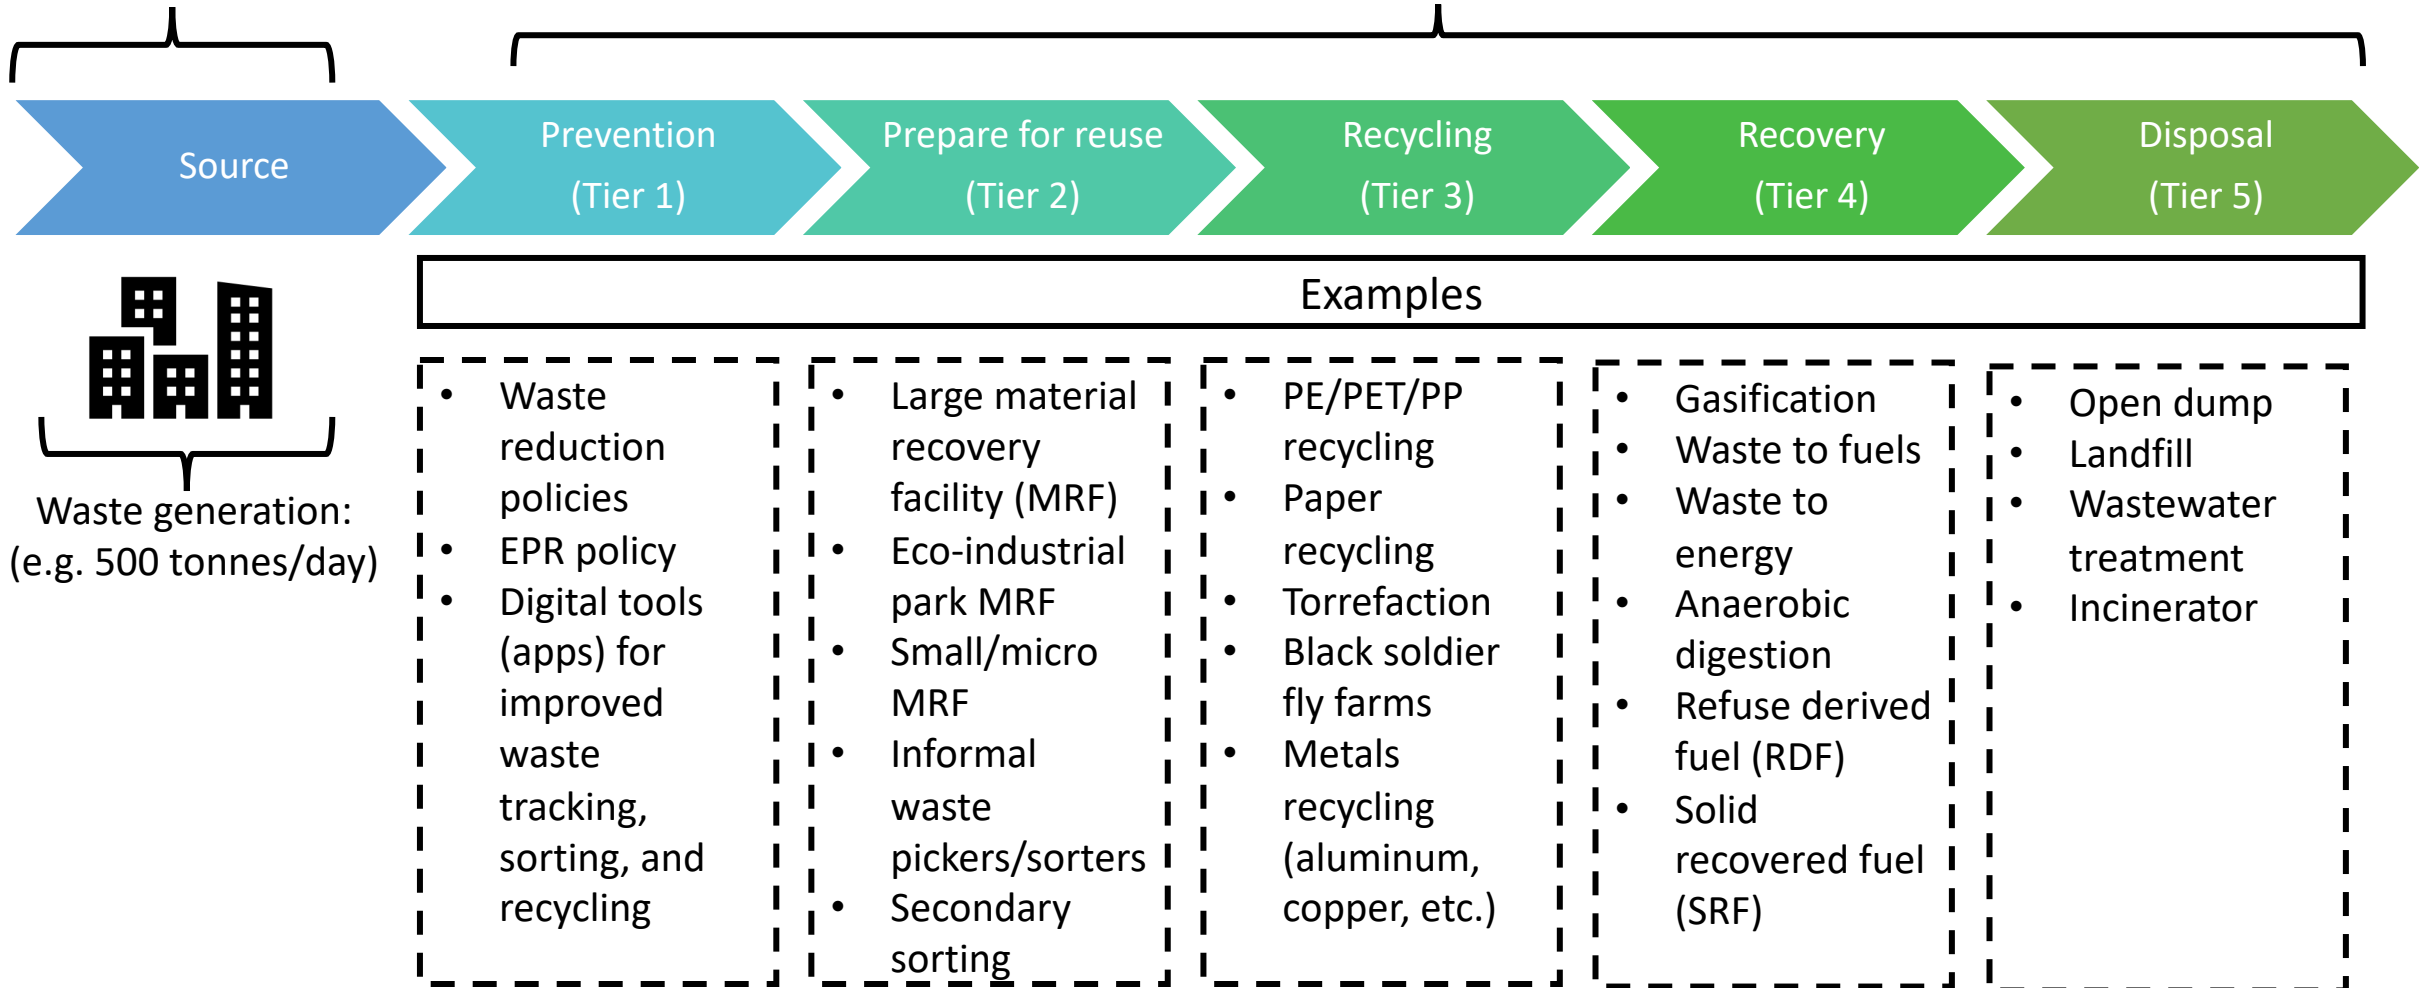 Source
Prevention
(Tier 1)
Prepare for reuse
(Tier 2)
Recycling
(Tier 3)
Recovery
(Tier 4)
Disposal
(Tier 5)
Examples
Waste generation:
(e.g. 500 tonnes/day)
• Waste
reduction
policies
• EPR policy
• Digital tools
(apps) for
improved
waste
tracking,
sorting, and
recycling
• Large material
recovery
facility (MRF)
• Eco-industrial
park MRF
• Small/micro
MRF
• Informal
waste
pickers/sorters
• Secondary
sorting
• PE/PET/PP
recycling
• Paper
recycling
• Torrefaction
• Black soldier
fly farms
• Metals
recycling
(aluminum,
copper, etc.)
• Gasification
• Waste to fuels
• Waste to
energy
• Anaerobic
digestion
• Refuse derived
fuel (RDF)
• Solid
recovered fuel
(SRF)
• Open dump
• Landfill
• Wastewater
treatment
• Incinerator